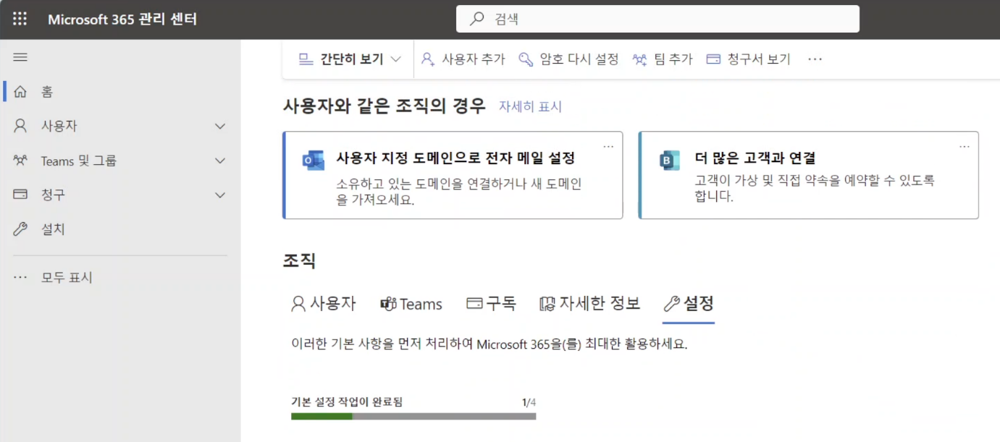 Microsoft 365 관리 센터
검색
간단히 보기
사용자 추가
암호 다시 설정
팀 추가
청구서 보기
홈
사용자
Teams 및 그룹
청구
설치
모두 표시
사용자와 같은 조직의 경우 자세히 표시
사용자 지정 도메인으로 전자 메일 설정
소유하고 있는 도메인을 연결하거나 새 도메인
을 가져오세요.
더 많은 고객과 연결
고객이 가상 및 직접 약속을 예약할 수 있도록
합니다.
조직
사용자
Teams
구독
자세한 정보
설정
이러한 기본 사항을 먼저 처리하여 Microsoft 365을(를) 최대한 활용하세요.
기본 설정 작업이 완료됨
1/4